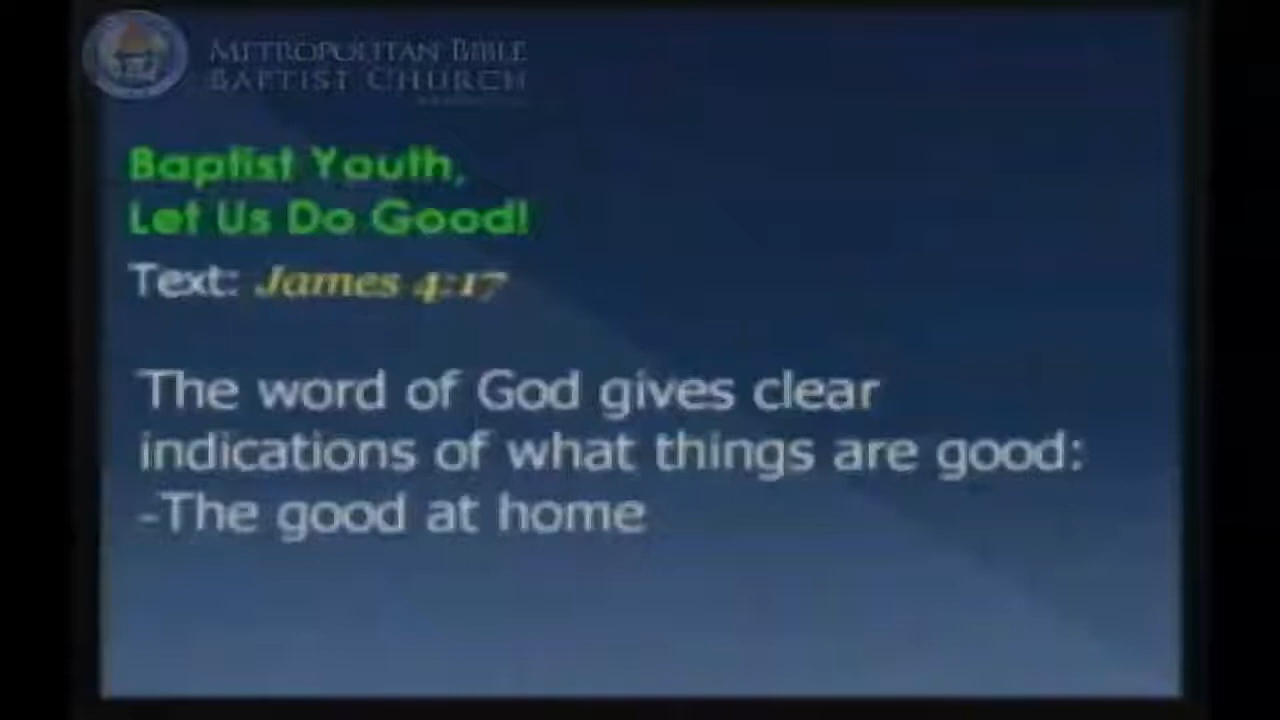 METROPOLITAN BIBLE
BAPTIST CHURCH
Baptist Youth,
Let Us Do Good!
Text: James 4:17
The word of God gives clear
indications of what things are good:
-The good at home